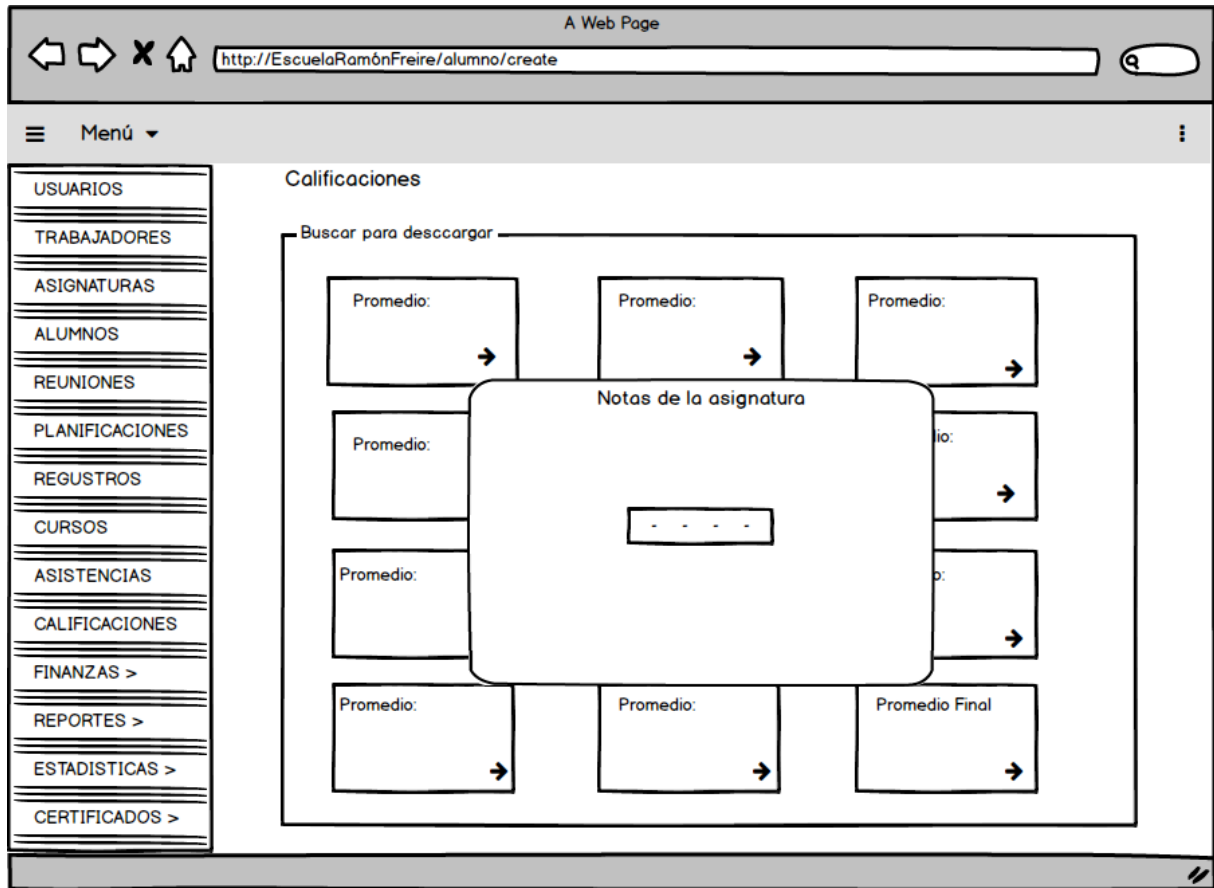 A Web Page
http://EscuelaRamónFreire/alumno/create
Menú
USUARIOS
TRABAJADORES
ASIGNATURAS
ALUMNOS
REUNIONES
PLANIFICACIONES
REGUSTROS
CURSOS
ASISTENCIAS
CALIFICACIONES
FINANZAS >
REPORTES >
ESTADISTICAS >
CERTIFICADOS >
Calificaciones
Buscar para desccargar
Promedio: Promedio: Promedio:
Notas de la asignatura
Promedio: lio:
- - - -
Promedio: o:
Promedio: Promedio: Promedio Final